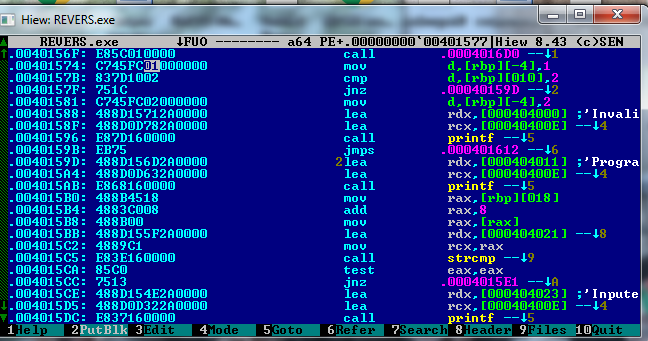 Hiew: REVERS.exe
REVERS.exe ↓FUO -- a64 PE+.00000000`00401577|Hiew 8.43 (c)SEN
.0040156F: E85C010000 call .0004016D0 --↓1
.00401574: C745FC01000000 mov d,[rbp][-4],1
.0040157B: 837D1002 cmp d,[rbp][010],2
.0040157F: 751C jnz .00040159D --↓2
.00401581: C745FC02000000 mov d,[rbp][-4],2
.00401588: 488D15712A0000 lea rdx,[000404000] ;'Invali
.0040158F: 488D0D782A0000 lea rcx,[00040400E] --↓4
.00401596: E87D160000 call printf --↓5
.0040159B: EB75 jmps .000401612 --↓6
.0040159D: 488D156D2A0000 2lea rdx,[000404011] ;'Progra
.004015A4: 488D0D632A0000 lea rcx,[00040400E] --↓4
.004015AB: E868160000 call printf --↓5
.004015B0: 488B4518 mov rax,[rbp][018]
.004015B4: 4883C008 add rax,8
.004015B8: 488B00 mov rax,[rax]
.004015BB: 488D155F2A0000 lea rdx,[000404021] --↓8
.004015C2: 4889C1 mov rcx,rax
.004015C5: E83E160000 call strcmp --↓9
.004015CA: 85C0 test eax,eax
.004015CC: 7513 jnz .0004015E1 --↓A
.004015CE: 488D154E2A0000 lea rdx,[000404023] ;'Inpute
.004015D5: 488D0D322A0000 lea rcx,[00040400E] --↓4
.004015DC: E837160000 call printf --↓5
1Help 2PutBlk 3Edit 4Mode 5Goto 6Refer 7Search 8Header 9Files 10Quit